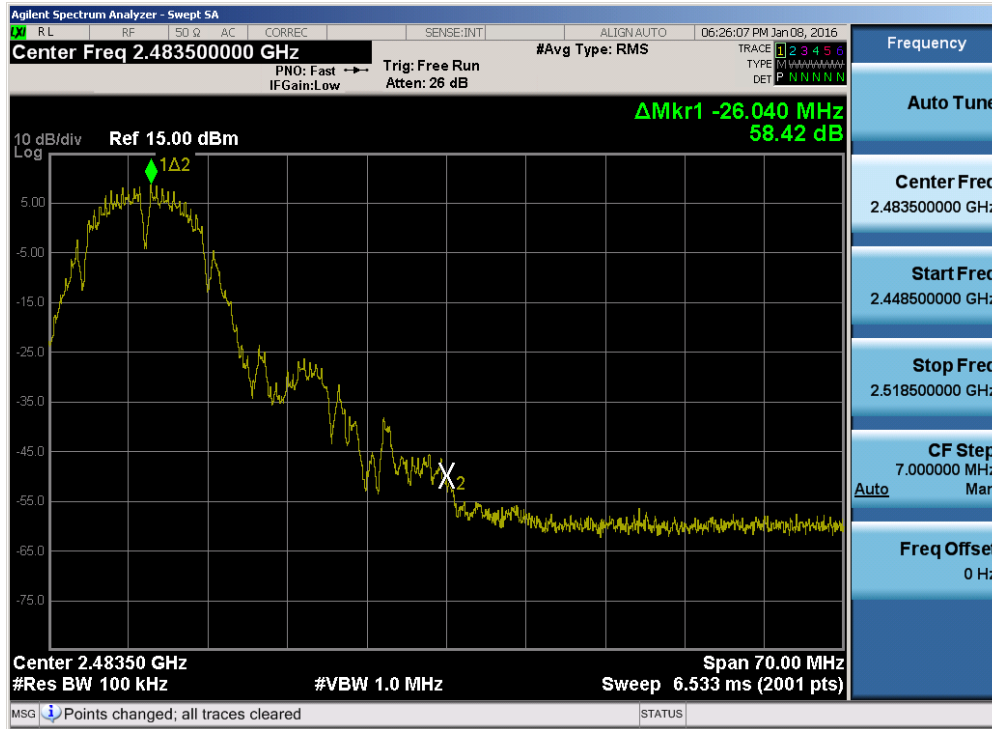 Agilent Spectrum Analyzer - Swept SA
LXI RL RF 50 Ω AC CORREC SENSE:INT ALIGN AUTO 06:26:07 PM Jan 08, 2016
Center Freq 2.483500000 GHz #Avg Type: RMS TRACE 1 2 3 4 5 6
PNO: Fast Trig: Free Run TYPE M WWWWW
IFGain:Low Atten: 26 dB DET P N N N N N
ΔMkr1 -26.040 MHz
10 dB/div Ref 15.00 dBm 58.42 dB
Log
1Δ2
5.00
-5.00
-15.0
-25.0
-35.0
-45.0
2
-55.0
-65.0
-75.0
Center 2.48350 GHz Span 70.00 MHz
#Res BW 100 kHz #VBW 1.0 MHz Sweep 6.533 ms (2001 pts)
MSG Points changed; all traces cleared STATUS
Frequency
Auto Tune
Center Freq
2.483500000 GHz
Start Freq
2.448500000 GHz
Stop Freq
2.518500000 GHz
CF Step
7.000000 MHz
Auto Man
Freq Offset
0 Hz